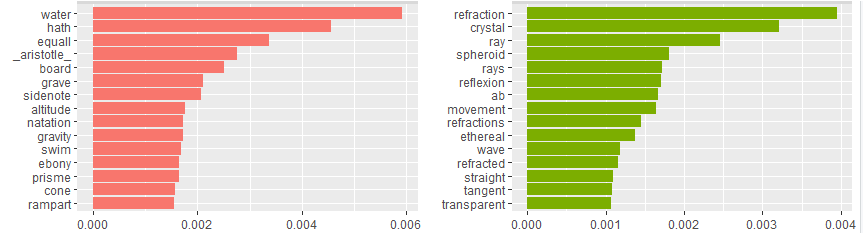 water
hath
equall
_aristotle_
board
grave
sidenote
altitude
natation
gravity
swim
ebony
prisme
cone
rampart
0.000 0.002 0.004 0.006
refraction
crystal
ray
spheroid
rays
reflexion
ab
movement
refractions
ethereal
wave
refracted
straight
tangent
transparent
0.000 0.001 0.002 0.003 0.004